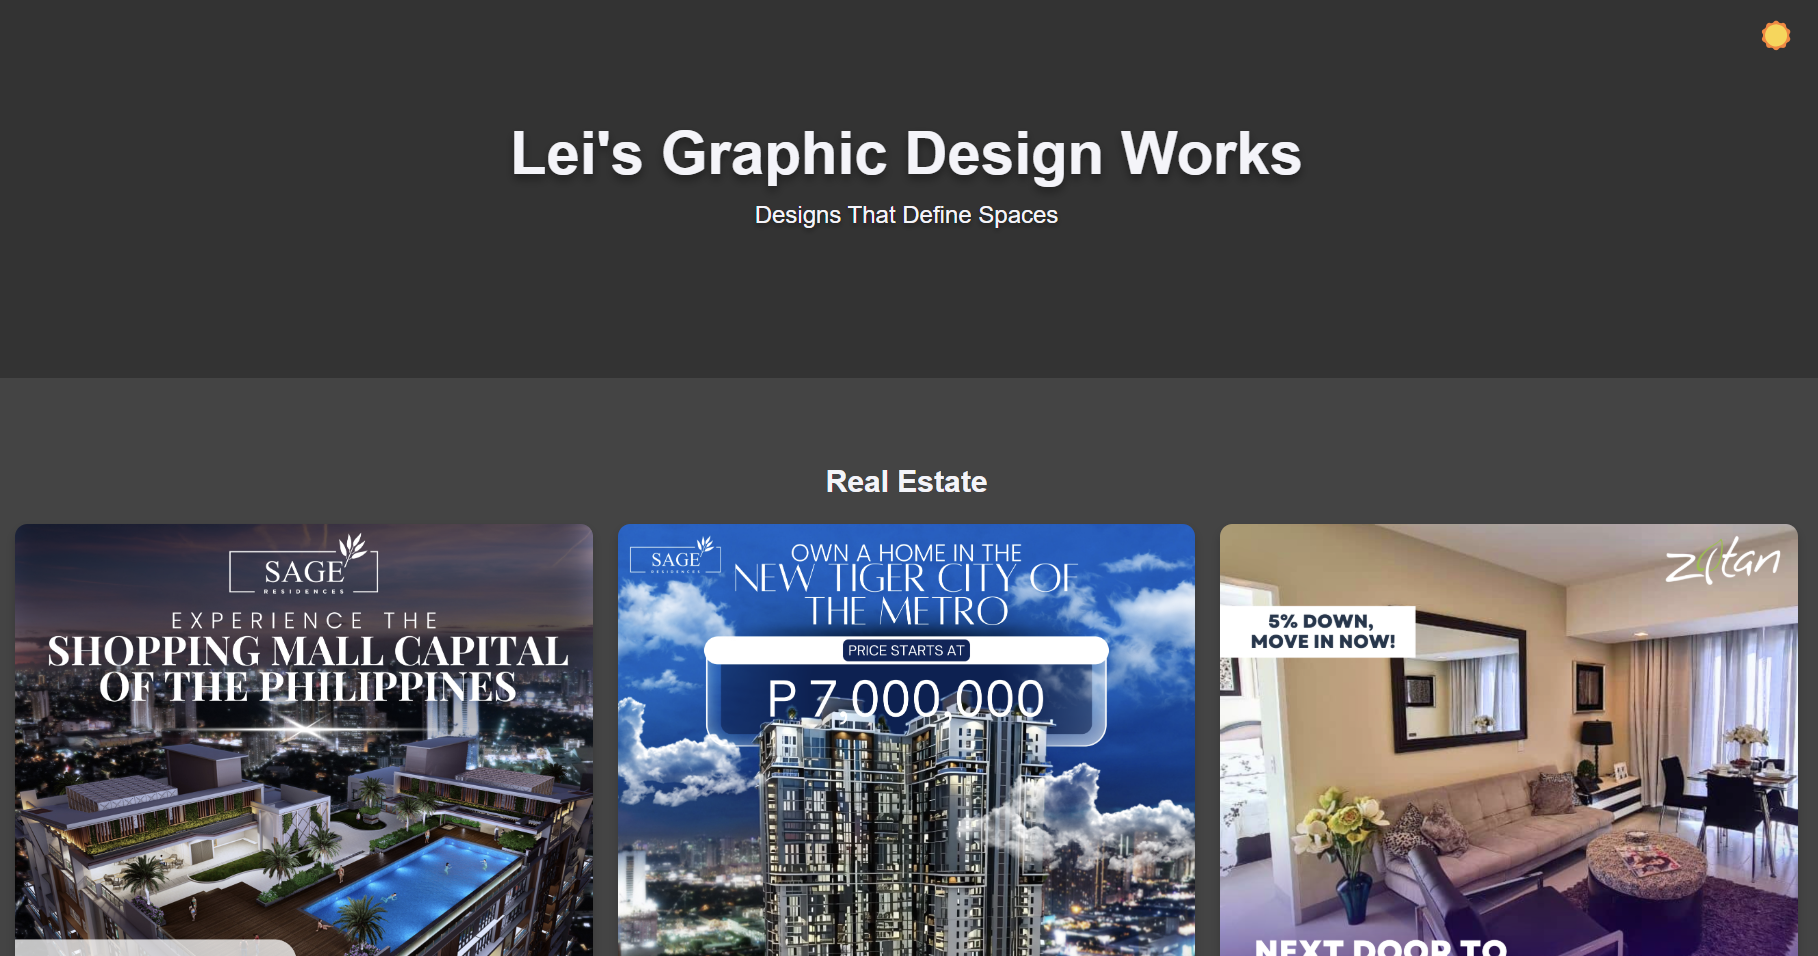 Lei's Graphic Design Works
Designs That Define Spaces
Real Estate
SAGE
RESIDENCES
EXPERIENCE THE
SHOPPING MALL CAPITAL
OF THE PHILIPPINES
SAGE
RESIDENCES
OWN A HOME IN THE
NEW TIGER CITY OF
THE METRO
PRICE STARTS AT
P 7,000,000
zitan
5% DOWN,
MOVE IN NOW!
NEXT DOOR TO